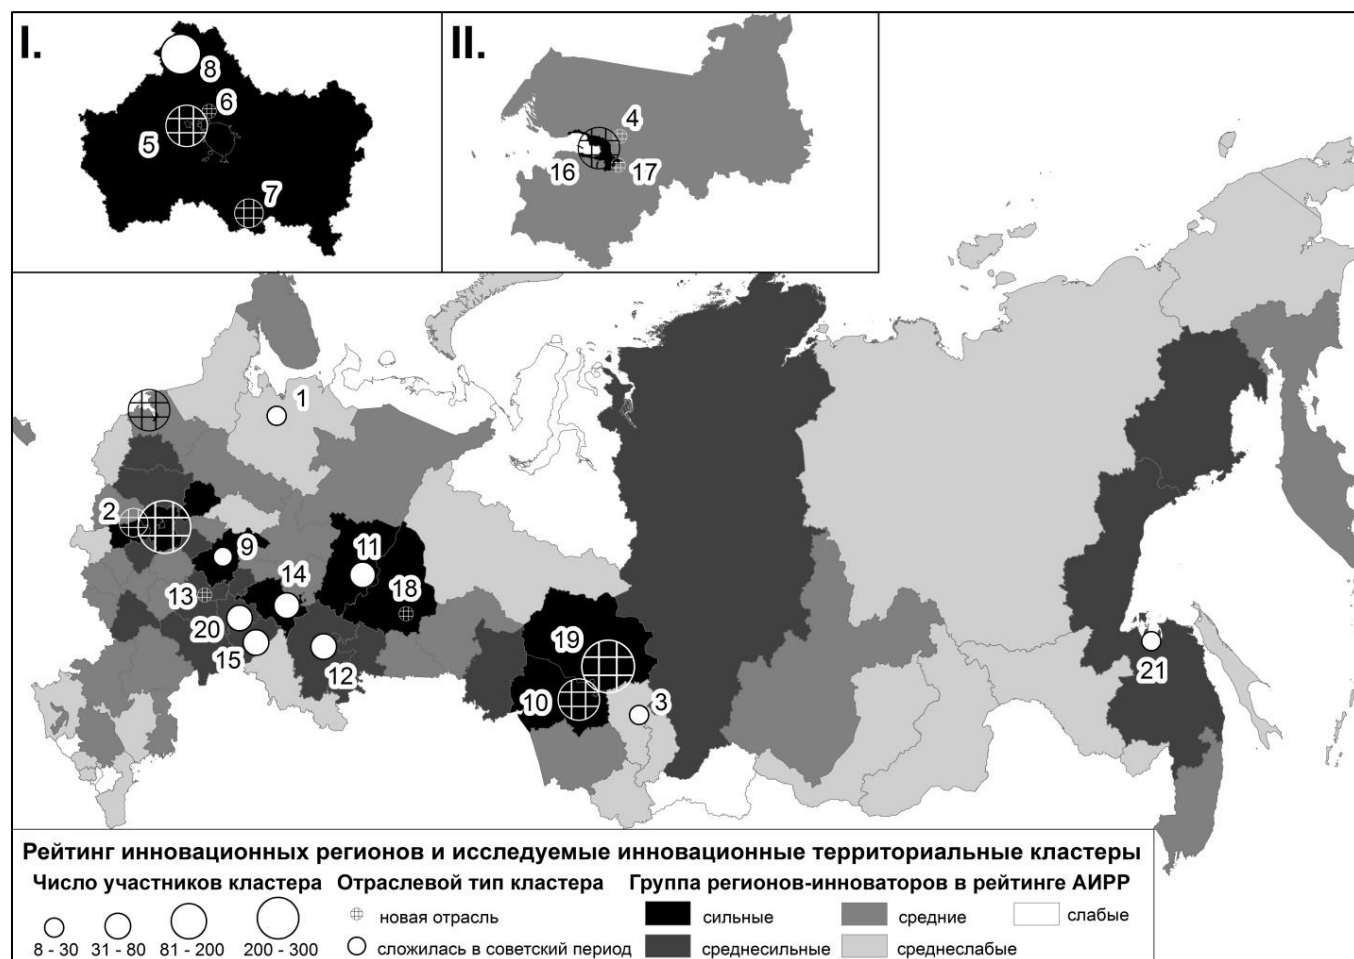 I.
II.
8
6
5
7
4
16
17
1
2
9
11
14
13
18
20
15
12
19
10
3
21
Рейтинг инновационных регионов и исследуемые инновационные территориальные кластеры
Число участников кластера
8 - 30
31 - 80
81 - 200
200 - 300
Отраслевой тип кластера
новая отрасль
сложилась в советский период
Группа регионов-инноваторов в рейтинге АИРР
сильные
средние
слабые
среднесильные
среднеслабые